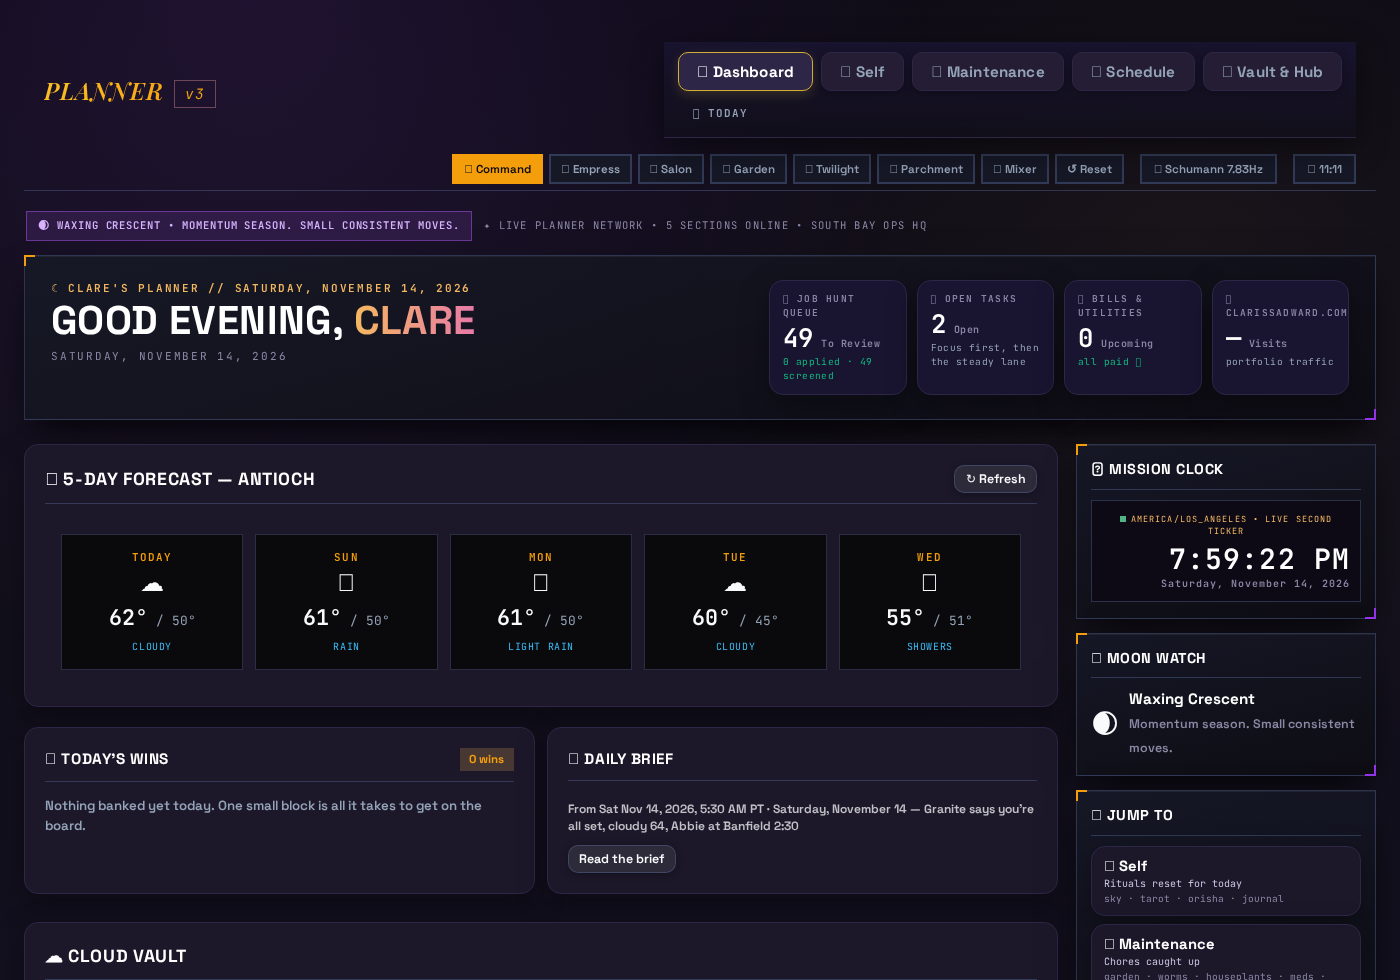 PLANNER v3
Dashboard Self Maintenance Schedule Vault & Hub
TODAY
Command Empress Salon Garden Twilight Parchment Mixer ↺ Reset Schumann 7.83Hz 11:11
WAXING CRESCENT • MOMENTUM SEASON. SMALL CONSISTENT MOVES.
✦ LIVE PLANNER NETWORK • 5 SECTIONS ONLINE • SOUTH BAY OPS HQ
☾ CLARE'S PLANNER // SATURDAY, NOVEMBER 14, 2026
GOOD EVENING, CLARE
SATURDAY, NOVEMBER 14, 2026
JOB HUNT
QUEUE
49 To Review
0 applied · 49
screened
OPEN TASKS
2 Open
Focus first, then
the steady lane
BILLS &
UTILITIES
0 Upcoming
all paid
CLARISSADWARD.COM
— Visits
portfolio traffic
5-DAY FORECAST — ANTIOCH
↻ Refresh
TODAY
62° / 50°
CLOUDY
SUN
61° / 50°
RAIN
MON
61° / 50°
LIGHT RAIN
TUE
60° / 45°
CLOUDY
WED
55° / 51°
SHOWERS
TODAY'S WINS
0 wins
Nothing banked yet today. One small block is all it takes to get on the
board.
DAILY BRIEF
From Sat Nov 14, 2026, 5:30 AM PT · Saturday, November 14 — Granite says you're
all set, cloudy 64, Abbie at Banfield 2:30
Read the brief
☁ CLOUD VAULT
MISSION CLOCK
AMERICA/LOS_ANGELES • LIVE SECOND
TICKER
7:59:22 PM
Saturday, November 14, 2026
MOON WATCH
Waxing Crescent
Momentum season. Small consistent
moves.
JUMP TO
Self
Rituals reset for today
sky · tarot · orisha · journal
Maintenance
Chores caught up
garden · worms · houseplants · meds ·